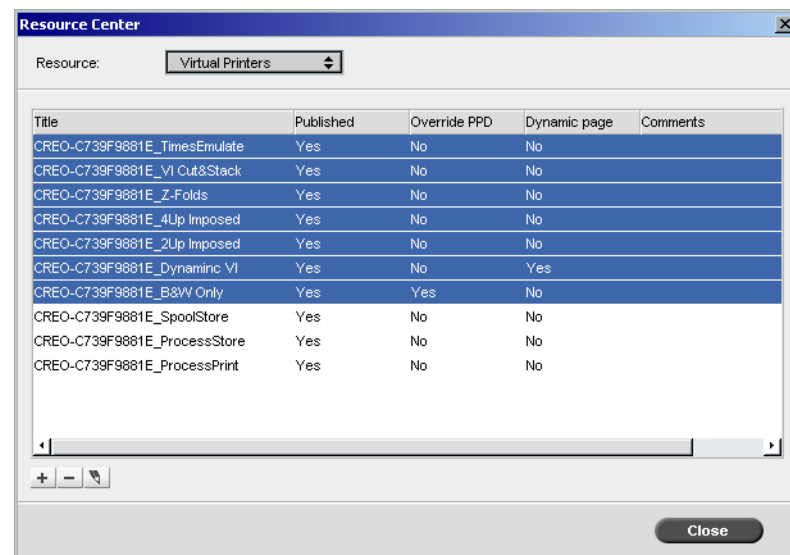 Resource Center
Resource: Virtual Printers
Title Published Override PPD Dynamic page Comments
CREO-C739F9881E_TimesEmulate Yes No No
CREO-C739F9881E_VI Cut&Stack Yes No No
CREO-C739F9881E_Z-Folds Yes No No
CREO-C739F9881E_4Up Imposed Yes No No
CREO-C739F9881E_2Up Imposed Yes No No
CREO-C739F9881E_Dynaminc VI Yes No Yes
CREO-C739F9881E_B&W Only Yes Yes No
CREO-C739F9881E_SpoolStore Yes No No
CREO-C739F9881E_ProcessStore Yes No No
CREO-C739F9881E_ProcessPrint Yes No No
Close